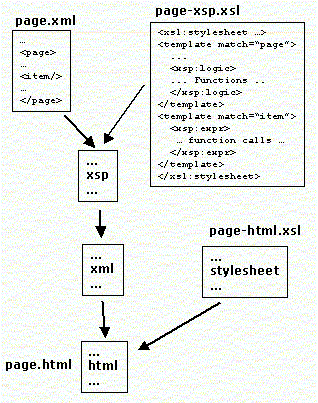 page.xml
…
<page>
…
<item/>
…
</page>
page-xsp.xsl
<xsl:stylesheet …>
<template match="page">
...
<xsp:logic>
... Functions ..
</xsp:logic>
</template>
<template match="item">
<xsp:expr>
… function calls …
</xsp:expr>
</template>
</xsl:stylesheet>
...
xsp
...
...
xml
...
page-html.xsl
...
stylesheet
...
page.html
...
html
...